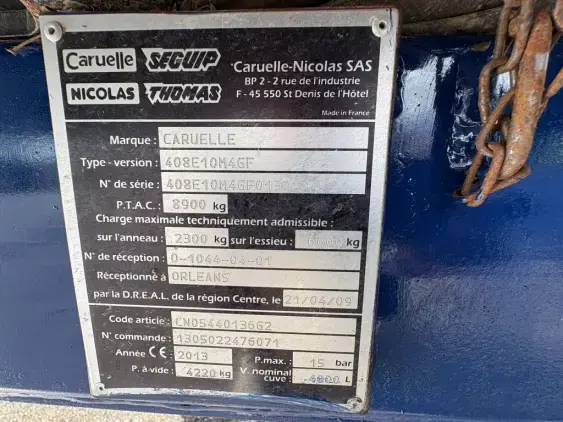 Caruelle SEGUIP
NICOLAS THOMAS
Caruelle-Nicolas SAS
BP 2 - 2 rue de l'industrie
F - 45 550 St Denis de l'Hôtel
Made in France
Marque : CARUELLE
Type - version : 408E10M4GF
N° de série :
P.T.A.C. : 8900 kg
Charge maximale techniquement admissible :
sur l'anneau : 2300 kg sur l'essieu : kg
N° de réception : 0-1044-04-01
Réceptionné à ORLEANS
par la D.R.E.A.L. de la région Centre, le 21/04/09
Code article : CN0544013662
N° commande : 1305022476071
Année CE : 2013 P.max. : 15 bar
P. à vide : 4220 kg V. nominal cuve : 4000 L